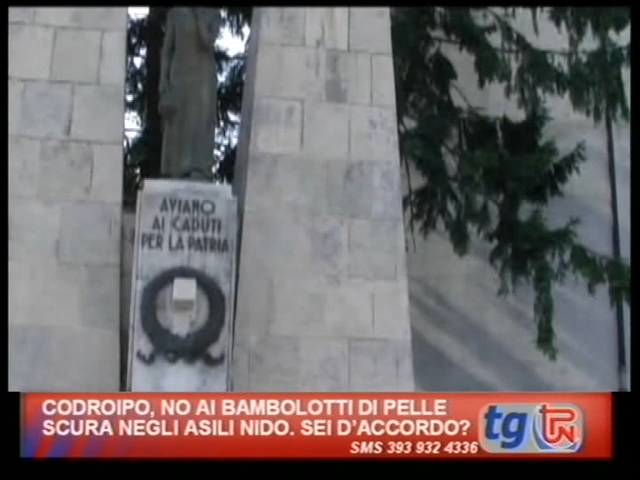 AVIANO
AI CADUTI
PER LA PATRIA
CODROIPO, NO AI BAMBOLOTTI DI PELLE
SCURA NEGLI ASILI NIDO. SEI D'ACCORDO?
SMS 393 932 4336
tg TPN